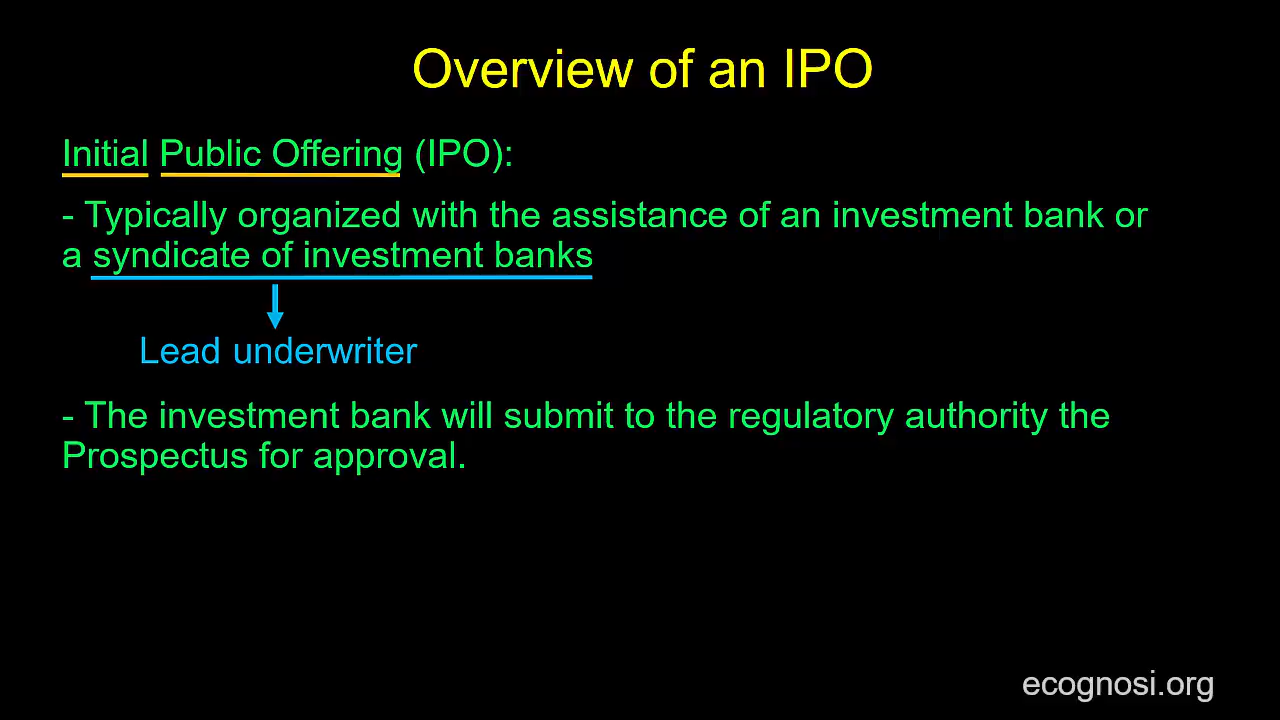 Overview of an IPO
Initial Public Offering (IPO):
- Typically organized with the assistance of an investment bank or
a syndicate of investment banks
Lead underwriter
- The investment bank will submit to the regulatory authority the
Prospectus for approval.
ecognosi.org